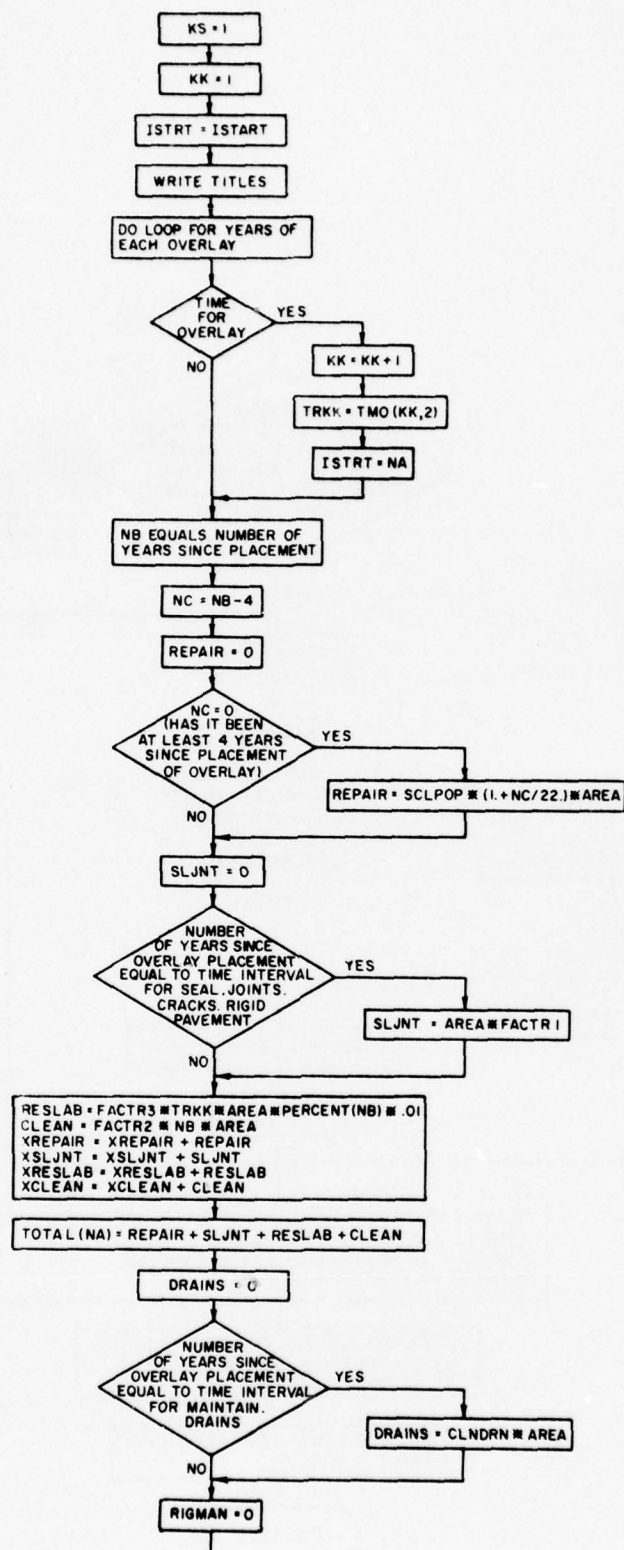 KS = 1
KK = 1
ISTRT = ISTART
WRITE TITLES
DO LOOP FOR YEARS OF
EACH OVERLAY
TIME
FOR
OVERLAY
YES
NO
KK = KK + 1
TRKK = TMO (KK, 2)
ISTRT = NA
NB EQUALS NUMBER OF
YEARS SINCE PLACEMENT
NC = NB - 4
REPAIR = 0
NC = 0
(HAS IT BEEN
AT LEAST 4 YEARS
SINCE PLACEMENT
OF OVERLAY)
YES
NO
REPAIR = SCLPOP * (1. + NC/22.) * AREA
SLJNT = 0
NUMBER
OF YEARS SINCE
OVERLAY PLACEMENT
EQUAL TO TIME INTERVAL
FOR SEAL. JOINTS.
CRACKS. RIGID
PAVEMENT
YES
NO
SLJNT = AREA * FACTR 1
RESLAB = FACTR3 * TRKK * AREA * PERCENT (NB) * .01
CLEAN = FACTR2 * NB * AREA
XREPAIR = XREPAIR + REPAIR
XSLJNT = XSLJNT + SLJNT
XRESLAB = XRESLAB + RESLAB
XCLEAN = XCLEAN + CLEAN
TOTAL (NA) = REPAIR + SLJNT + RESLAB + CLEAN
DRAINS = 0
NUMBER
OF YEARS SINCE
OVERLAY PLACEMENT
EQUAL TO TIME INTERVAL
FOR MAINTAIN.
DRAINS
YES
NO
DRAINS = CLNDRN * AREA
RIGMAN = 0